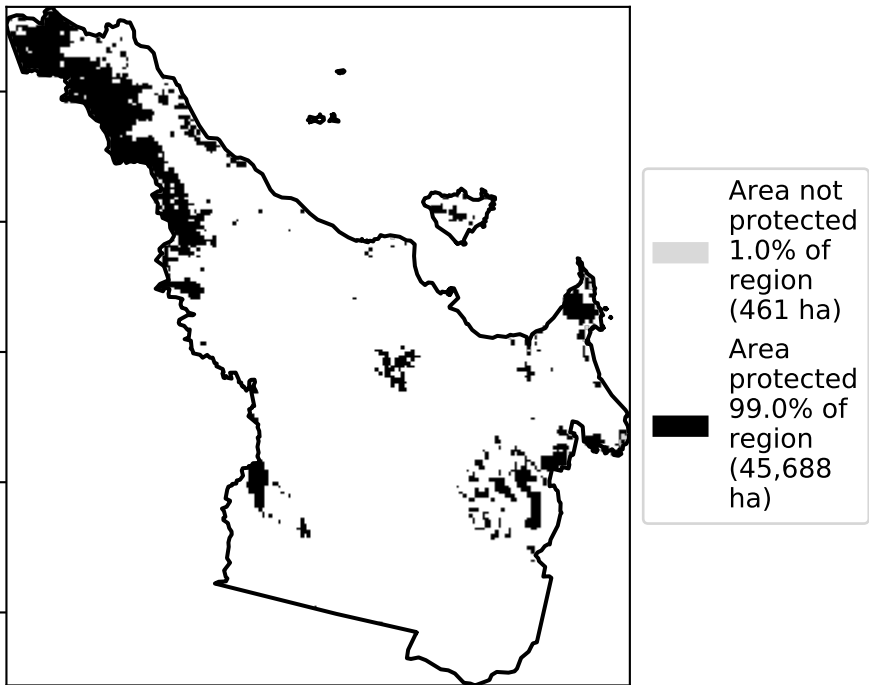 Area not
protected
1.0% of
region
(461 ha)
Area
protected
99.0% of
region
(45,688
ha)